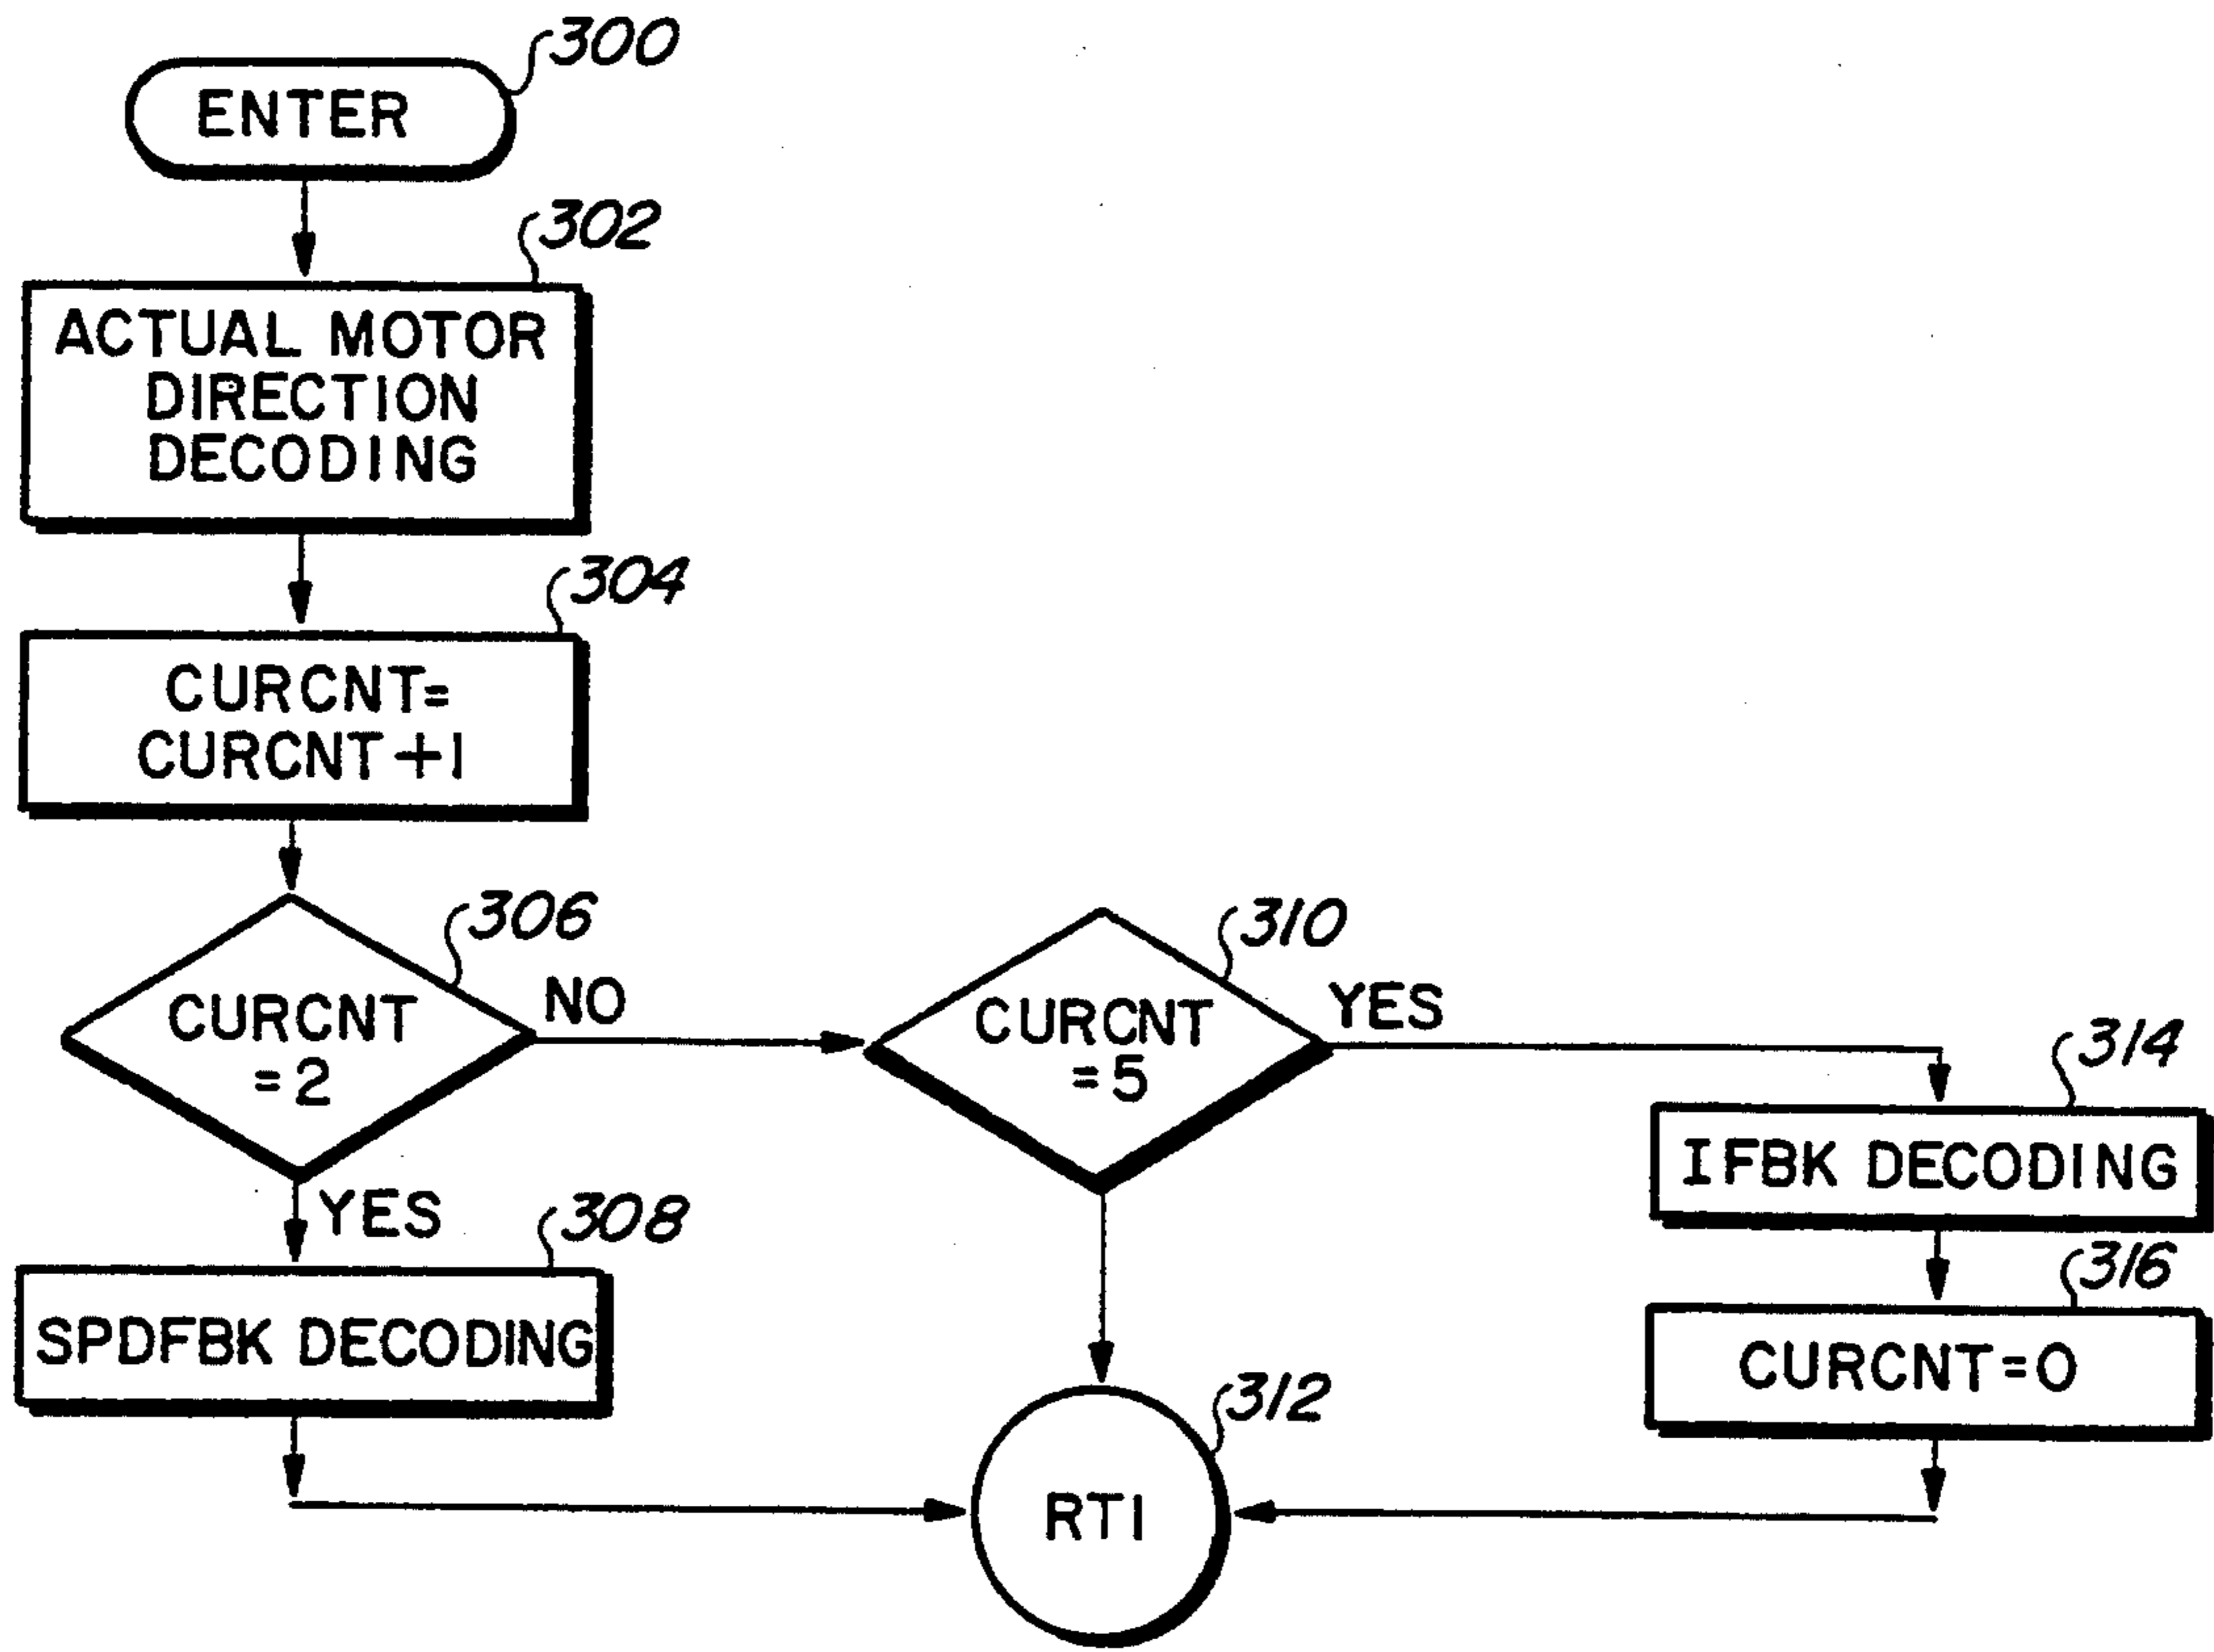 300
ENTER
302
ACTUAL MOTOR
DIRECTION
DECODING
304
CURCNT=
CURCNT+1
306
CURCNT
=2
NO
310
CURCNT
=5
YES
314
IFBK DECODING
YES
308
SPDFBK DECODING
316
CURCNT=0
312
RTI